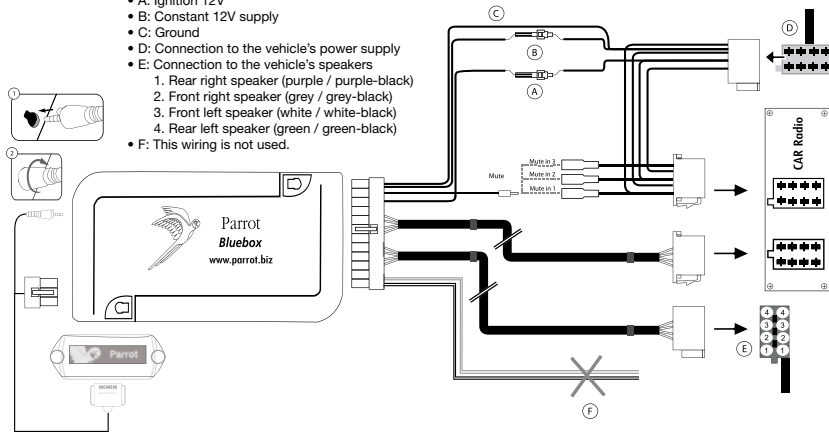 • A: Ignition 12V
• B: Constant 12V supply
• C: Ground
• D: Connection to the vehicle's power supply
• E: Connection to the vehicle's speakers
1. Rear right speaker (purple / purple-black)
2. Front right speaker (grey / grey-black)
3. Front left speaker (white / white-black)
4. Rear left speaker (green / green-black)
• F: This wiring is not used.
C
B
A
D
1
2
CAR Radio
Mute
Mute in 3
Mute in 2
Mute in 1
Parrot
Bluebox
www.parrot.biz
Parrot
4 4
3 3
2 2
1 1
E
F